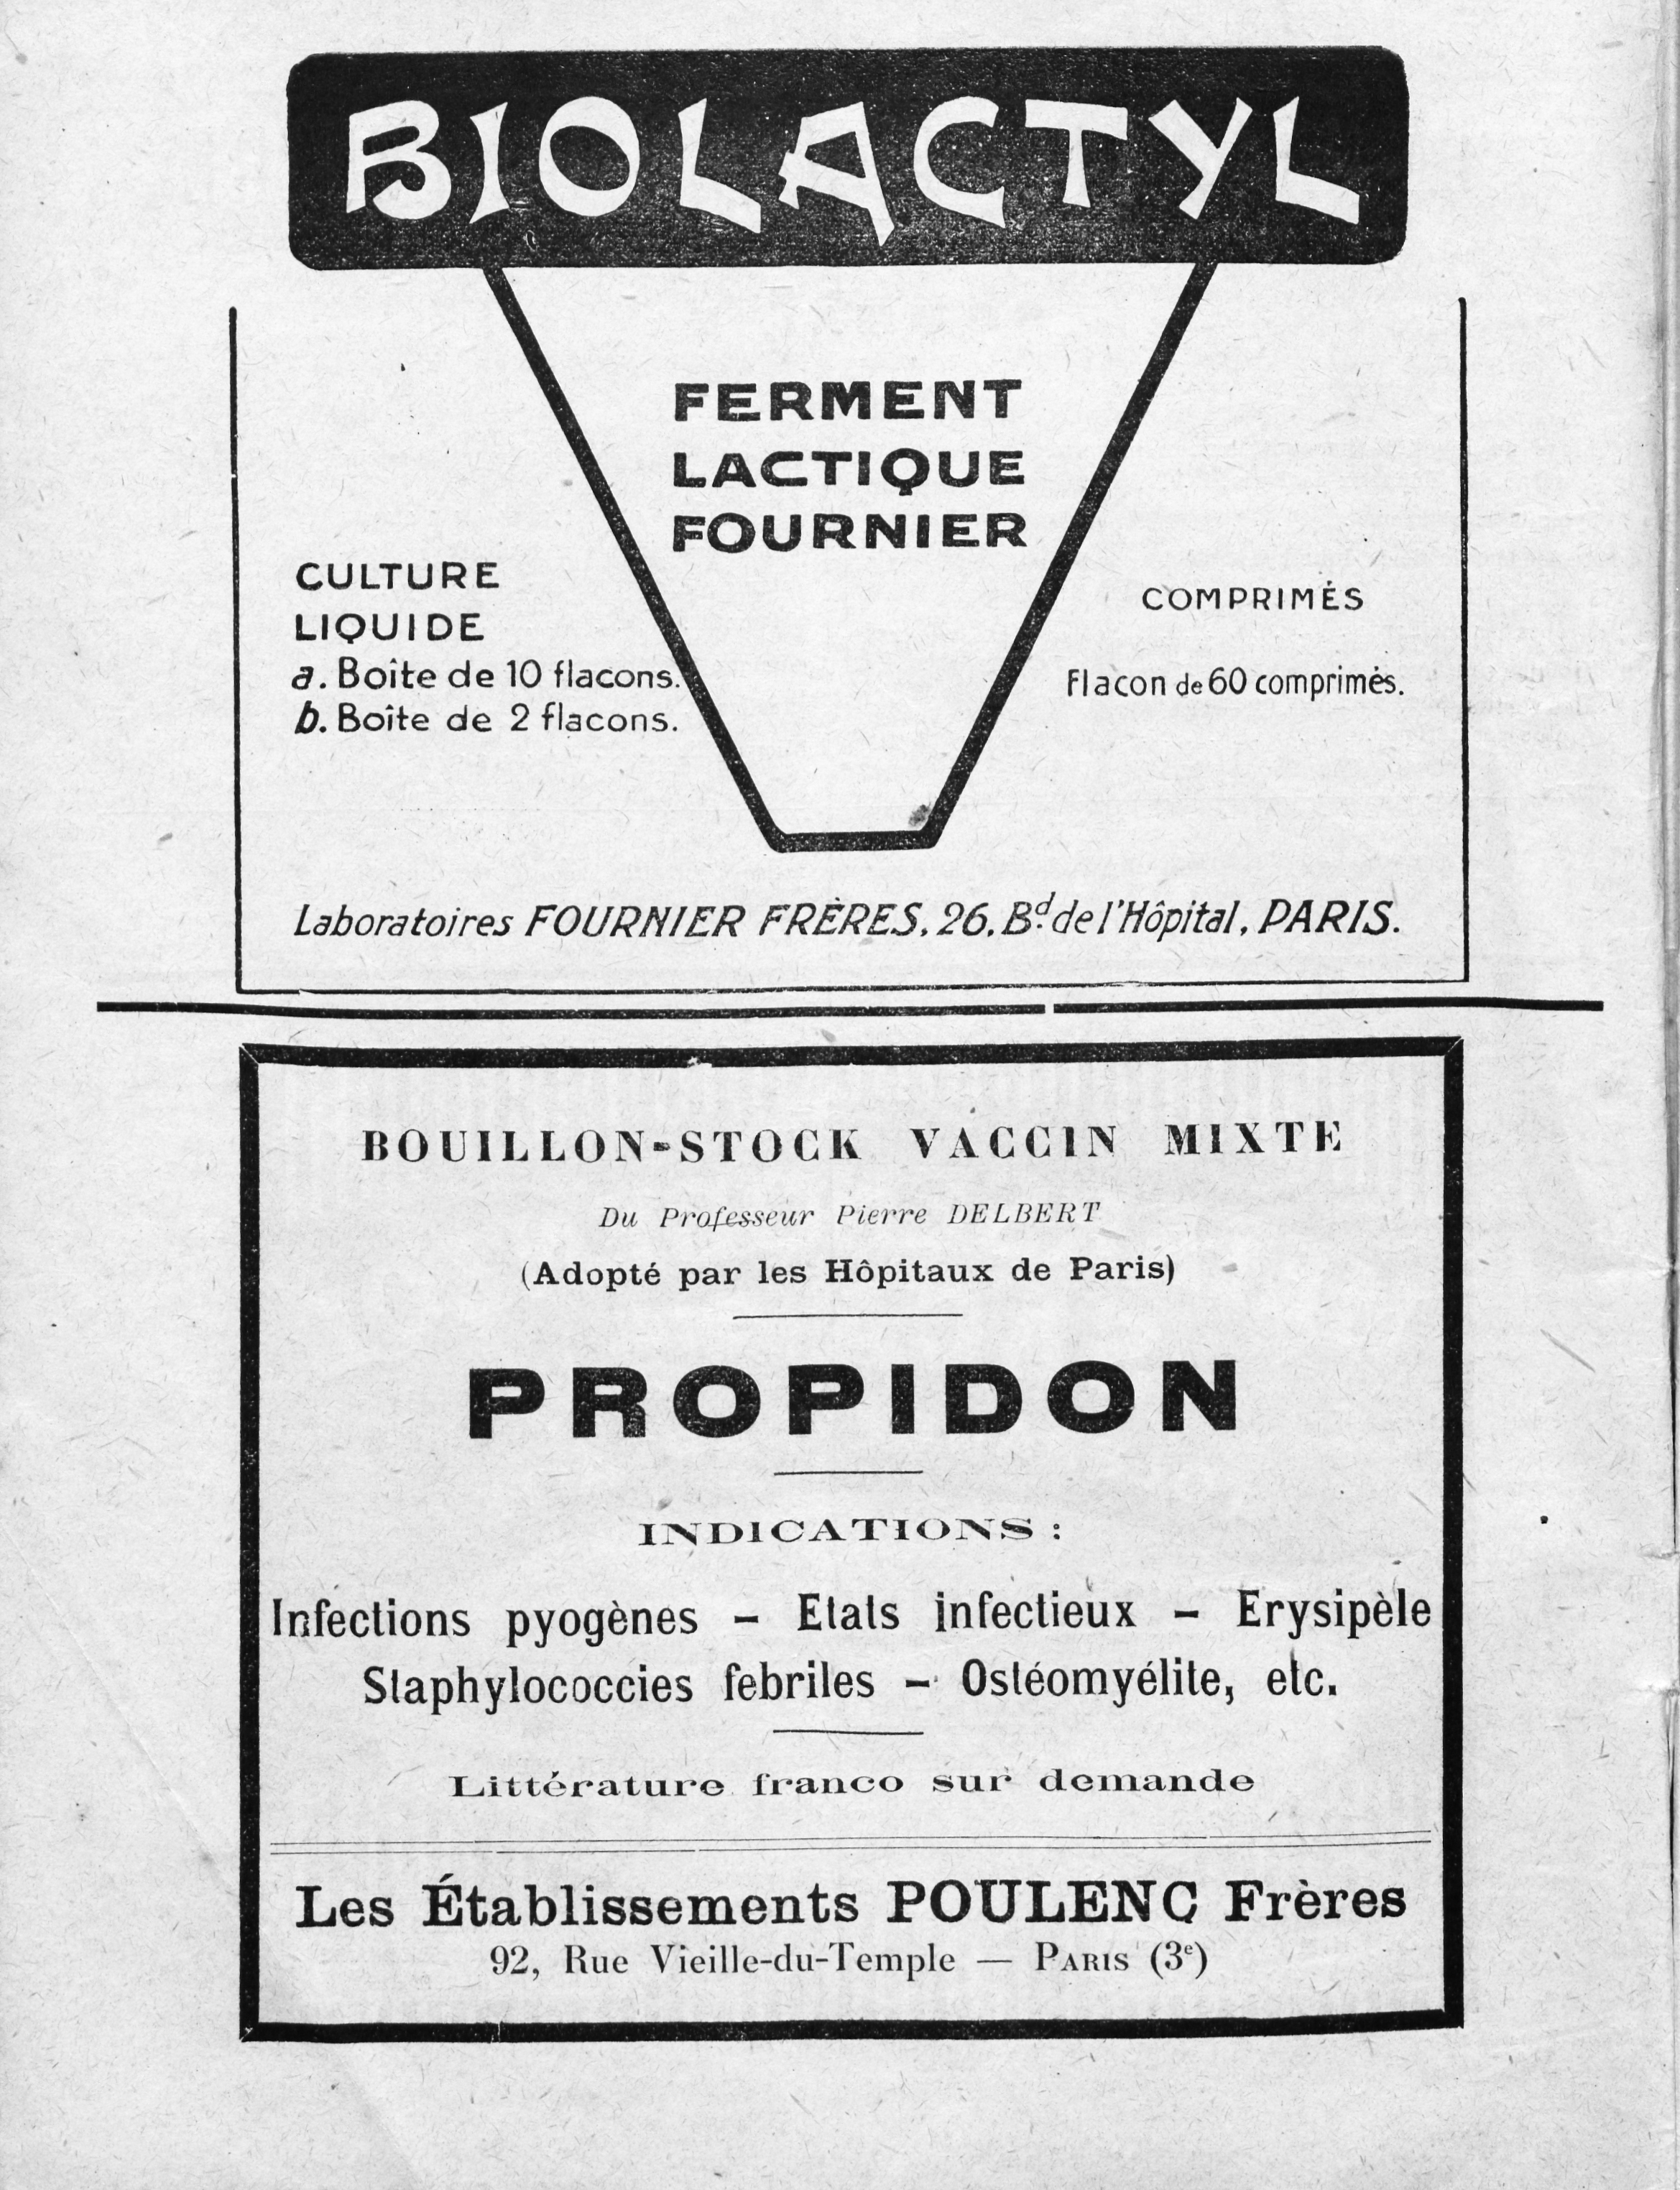 BIOLACTYL
FERMENT
LACTIQUE
FOURNIER
CULTURE
LIQUIDE
a. Boîte de 10 flacons.
b. Boîte de 2 flacons.
COMPRIMÉS
Flacon de 60 comprimés.
Laboratoires FOURNIER FRÈRES, 26, Bd. de l'Hôpital, PARIS.
BOUILLON-STOCK VACCIN MIXTE
Du Professeur Pierre DELBERT
(Adopté par les Hôpitaux de Paris)
PROPIDON
INDICATIONS :
Infections pyogènes - Etats infectieux - Erysipèle
Staphylococcies febriles - Ostéomyélite, etc.
Littérature franco sur demande
Les Établissements POULENC Frères
92, Rue Vieille-du-Temple — PARIS (3e)